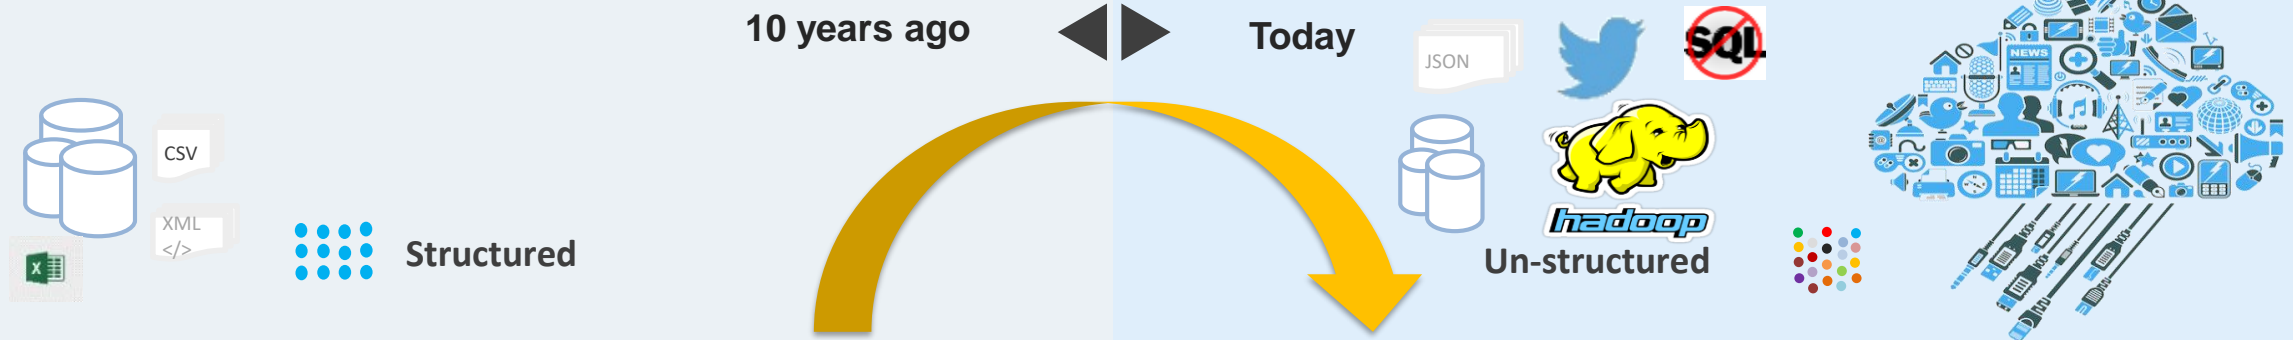 10 years ago
Today
CSV
XML
</>
X
Structured
JSON
SQL
hadoop
Un-structured
NEWS